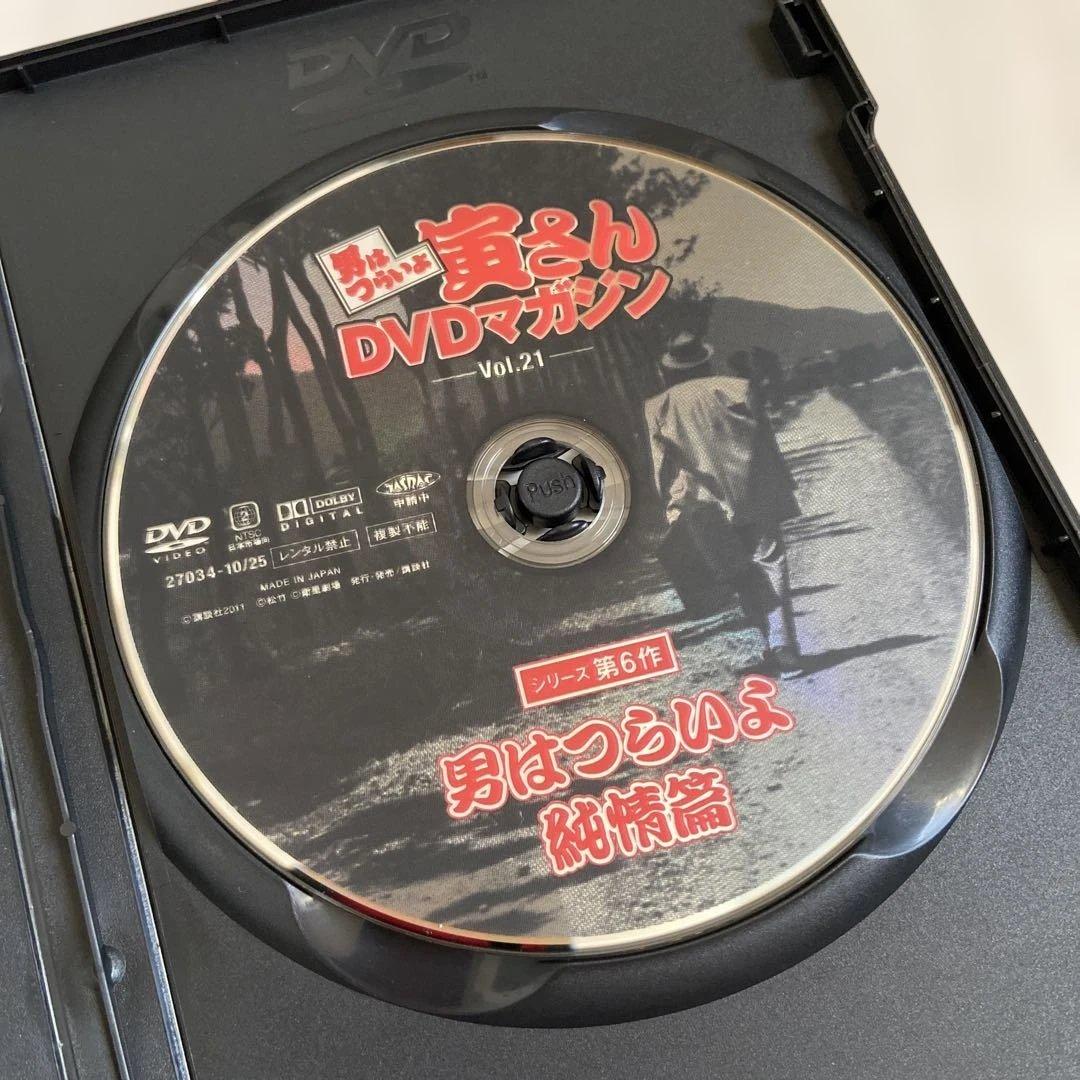 DVD
TM
男は
つらいよ
寅さん
DVDマガジン
Vol.21
Push
DVD
VIDEO
2
NTSC
日本市場向
DOLBY
DIGITAL
JASRAC
申請中
27034-10/25
レンタル禁止
複製不能
MADE IN JAPAN
©講談社2011 ©松竹 ©衛星劇場 発行・発売/講談社
シリーズ 第6作
男はつらいよ
純情篇